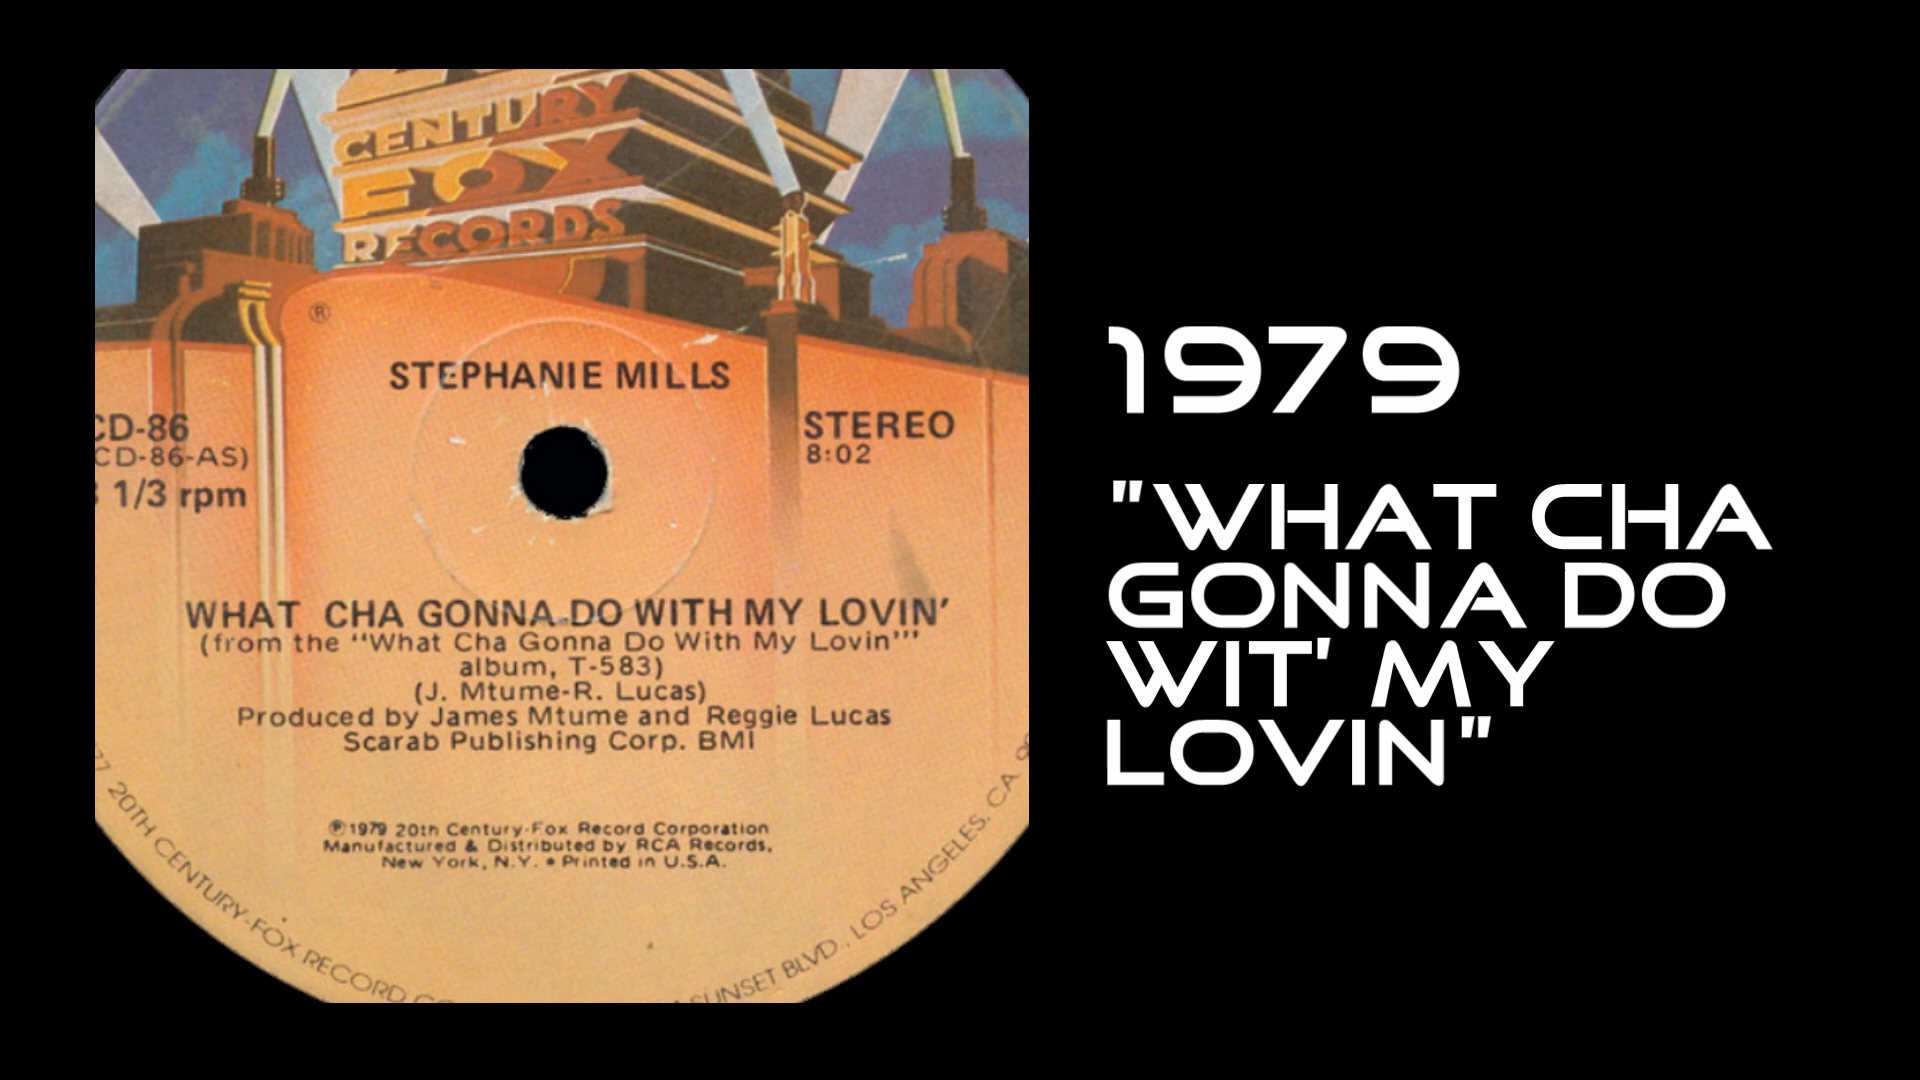 CENTURY
FOX
RECORDS
®
STEPHANIE MILLS
CD-86
STEREO
CD-86-AS)
8:02
1/3 rpm
WHAT CHA GONNA DO WITH MY LOVIN'
(from the "What Cha Gonna Do With My Lovin'"
album, T-583)
(J. Mtume-R. Lucas)
Produced by James Mtume and Reggie Lucas
Scarab Publishing Corp. BMI
℗1979 20th Century-Fox Record Corporation
Manufactured & Distributed by RCA Records,
New York, N.Y. • Printed in U.S.A.
20TH CENTURY-FOX RECORD
SUNSET BLVD., LOS ANGELES, CA
1979
"WHAT CHA
GONNA DO
WIT' MY
LOVIN"